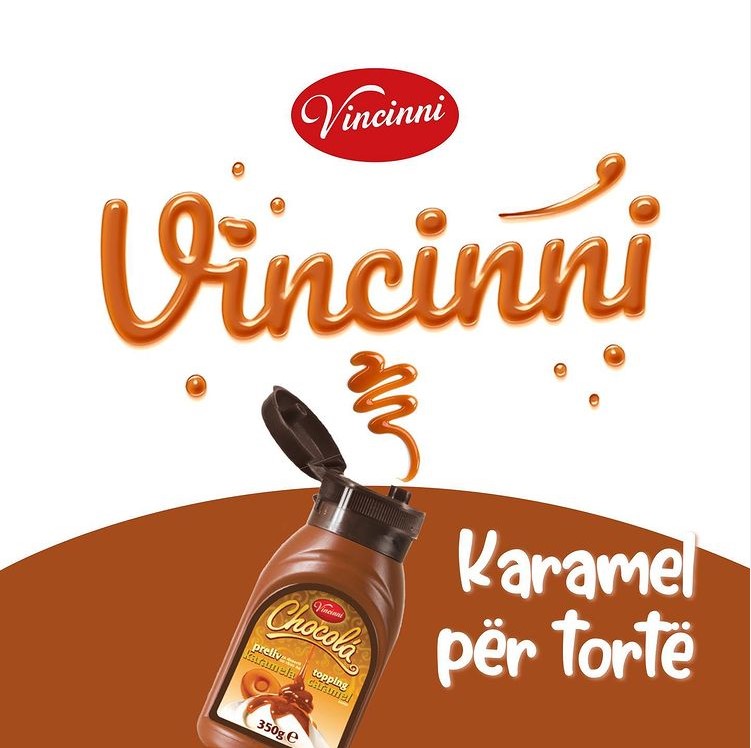 Vincinni
Vincinni
Karamel
për tortë
Vincinni
Chocolá
preliv
karamela
topping
caramel
350g e